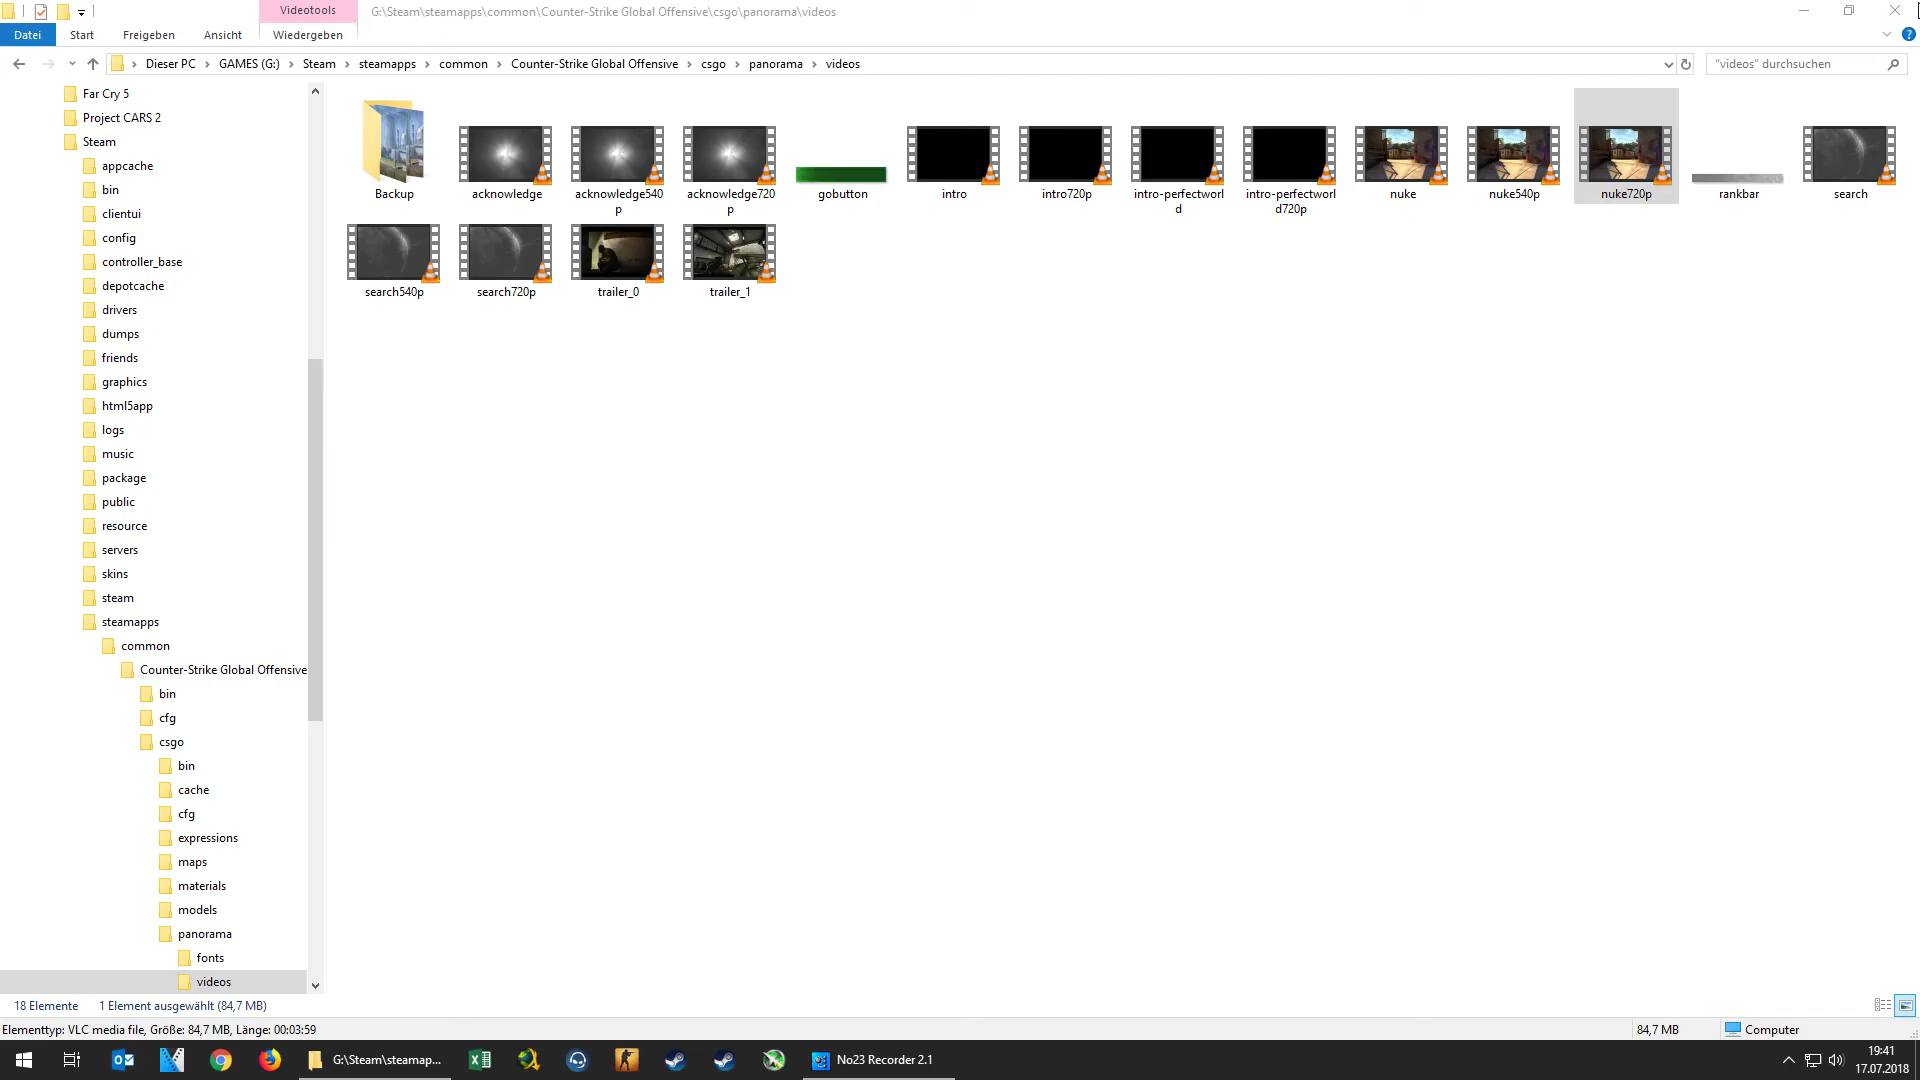 Videotools
G:\Steam\steamapps\common\Counter-Strike Global Offensive\csgo\panorama\videos
Datei Start Freigeben Ansicht Wiedergeben
Dieser PC GAMES (G:) Steam steamapps common Counter-Strike Global Offensive csgo panorama videos
"videos" durchsuchen
Far Cry 5
Project CARS 2
Steam
appcache
bin
clientui
config
controller_base
depotcache
drivers
dumps
friends
graphics
html5app
logs
music
package
public
resource
servers
skins
steam
steamapps
common
Counter-Strike Global Offensive
bin
cfg
csgo
bin
cache
cfg
expressions
maps
materials
models
panorama
fonts
videos
Backup
acknowledge
acknowledge540
p
acknowledge720
p
gobutton
intro
intro720p
intro-perfectworl
d
intro-perfectworl
d720p
nuke
nuke540p
nuke720p
rankbar
search
search540p
search720p
trailer_0
trailer_1
18 Elemente 1 Element ausgewählt (84,7 MB)
Elementtyp: VLC media file, Größe: 84,7 MB, Länge: 00:03:59
84,7 MB
Computer
G:\Steam\steamap...
No23 Recorder 2.1
19:41
17.07.2018